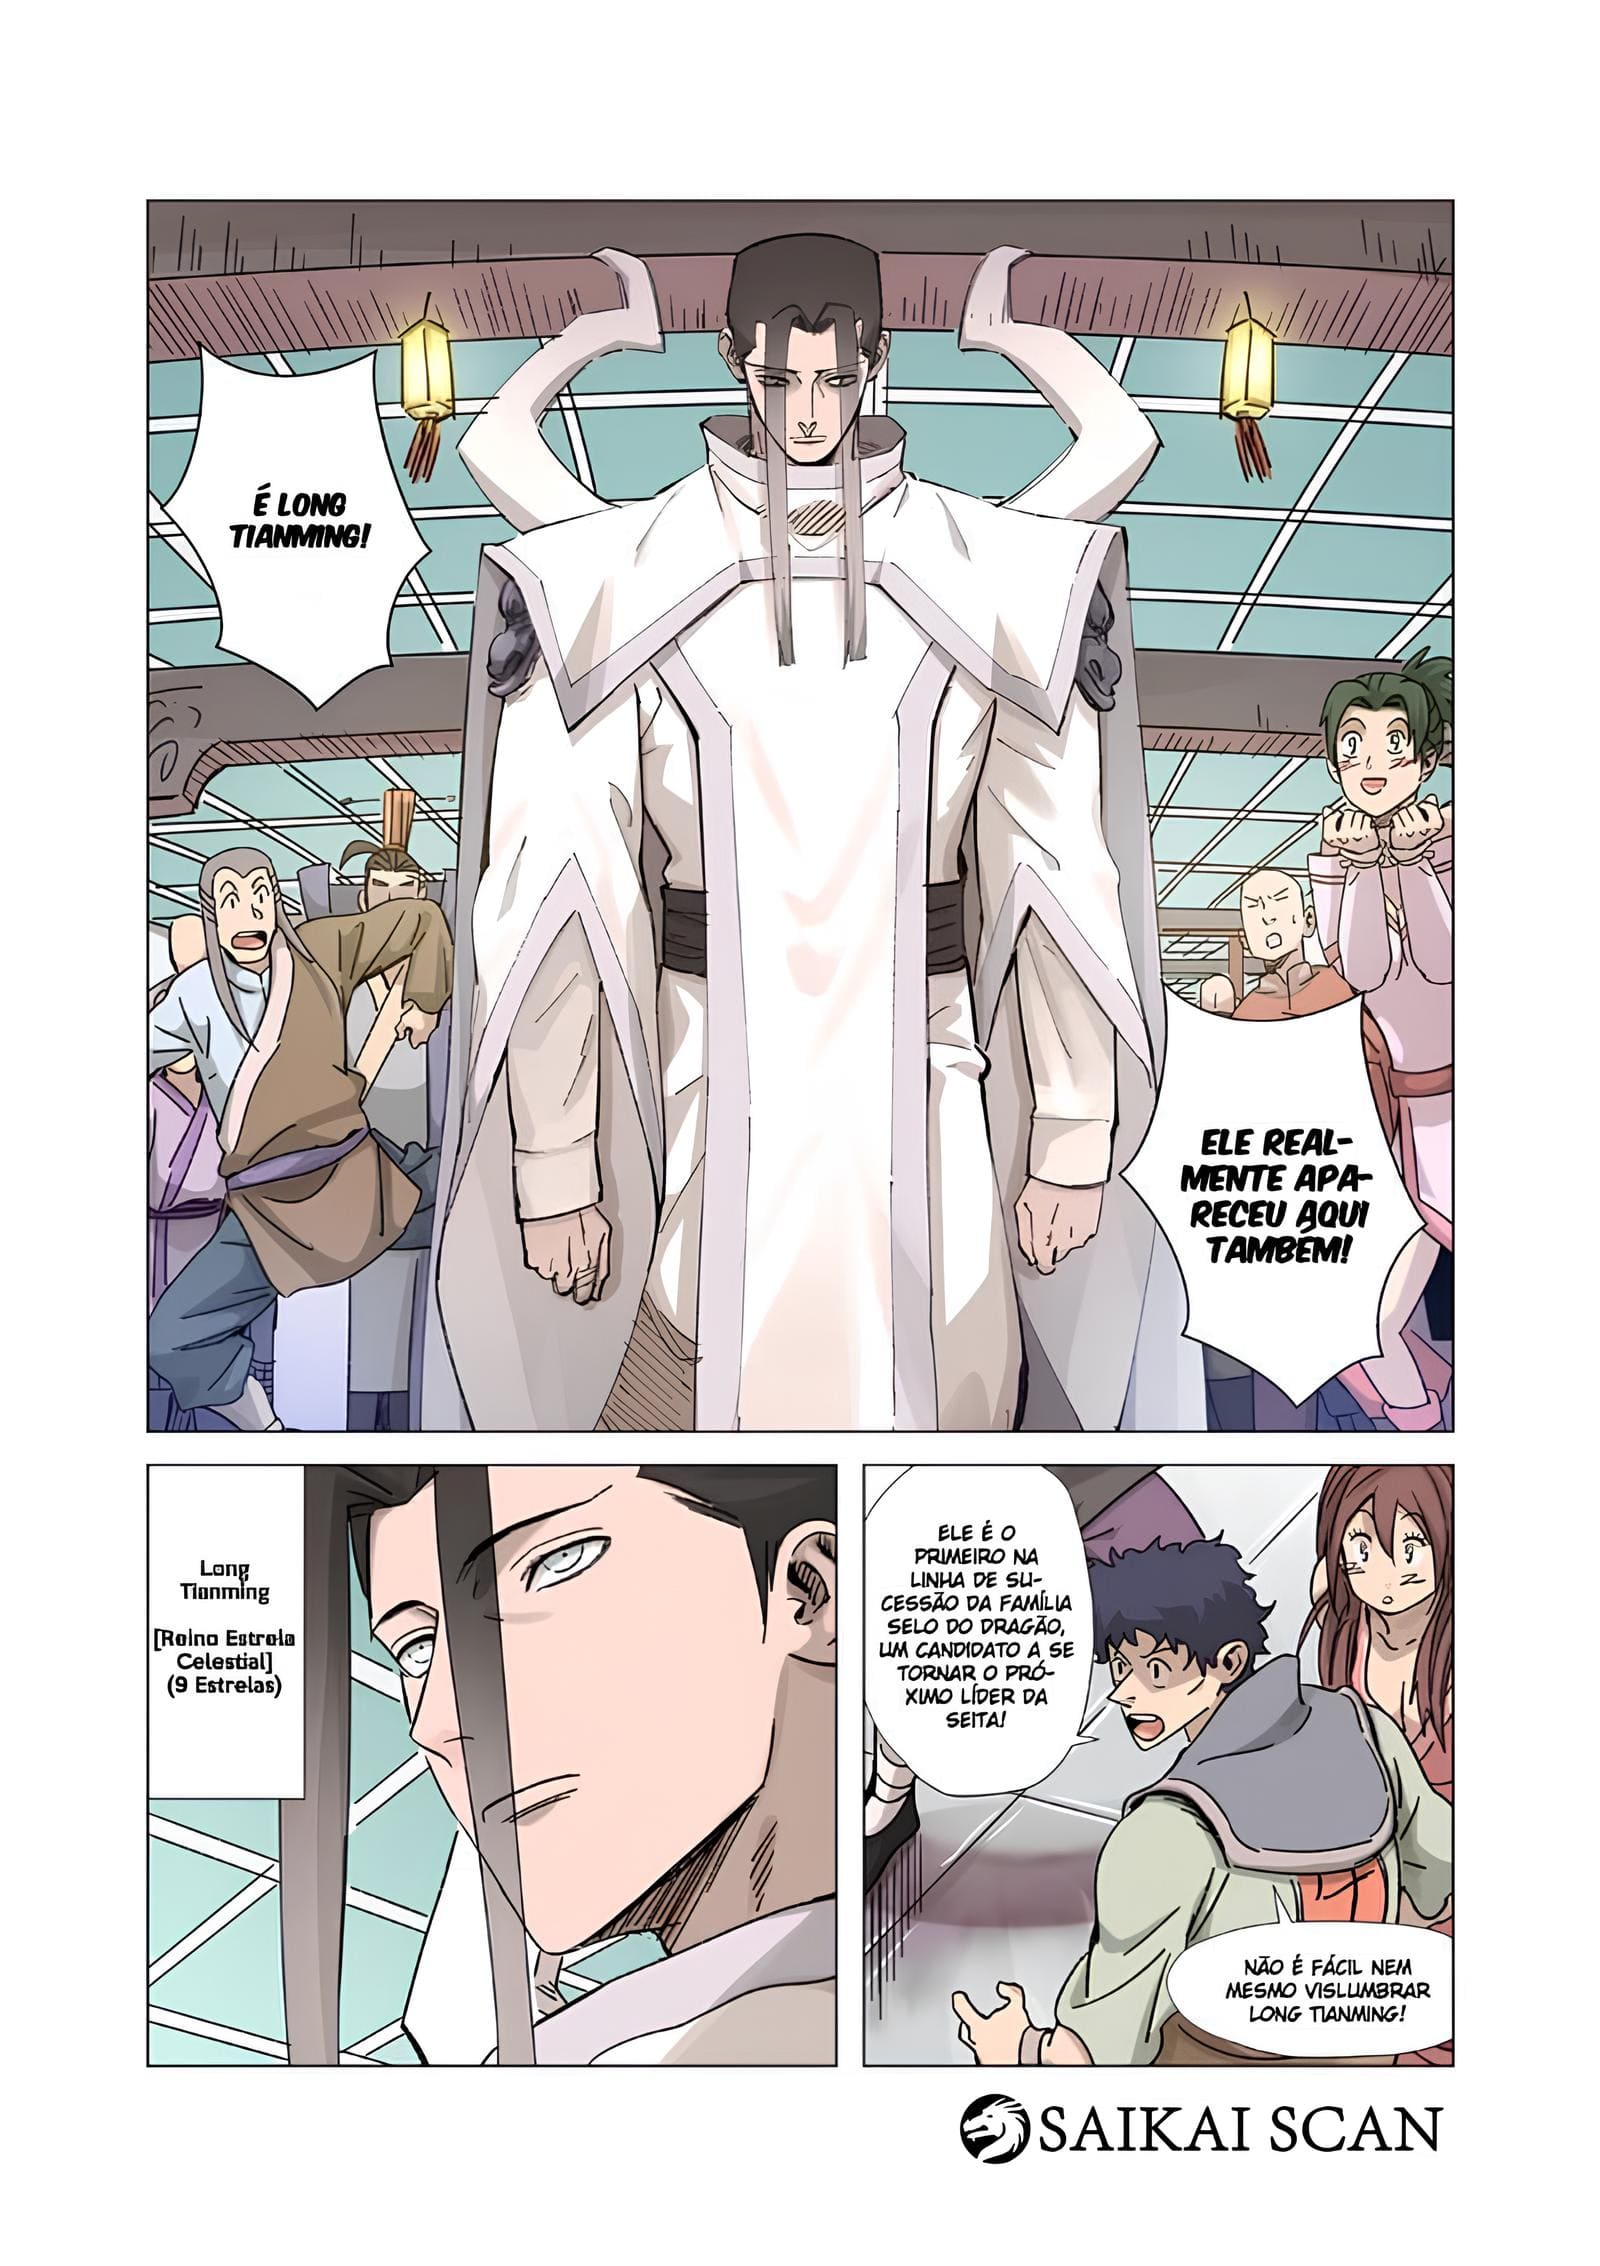 É LONG
TIANMING!
ELE REAL-
MENTE APA-
RECEU AQUI
TAMBÉM!
Long
Tianming
[Reino Estrela
Celestial]
(9 Estrelas)
ELE É O
PRIMEIRO NA
LINHA DE SU-
CESSÃO DA FAMÍLIA
SELO DO DRAGÃO,
UM CANDIDATO A SE
TORNAR O PRÓ-
XIMO LÍDER DA
SEITA!
NÃO É FÁCIL NEM
MESMO VISLUMBRAR
LONG TIANMING!
SAIKAI SCAN